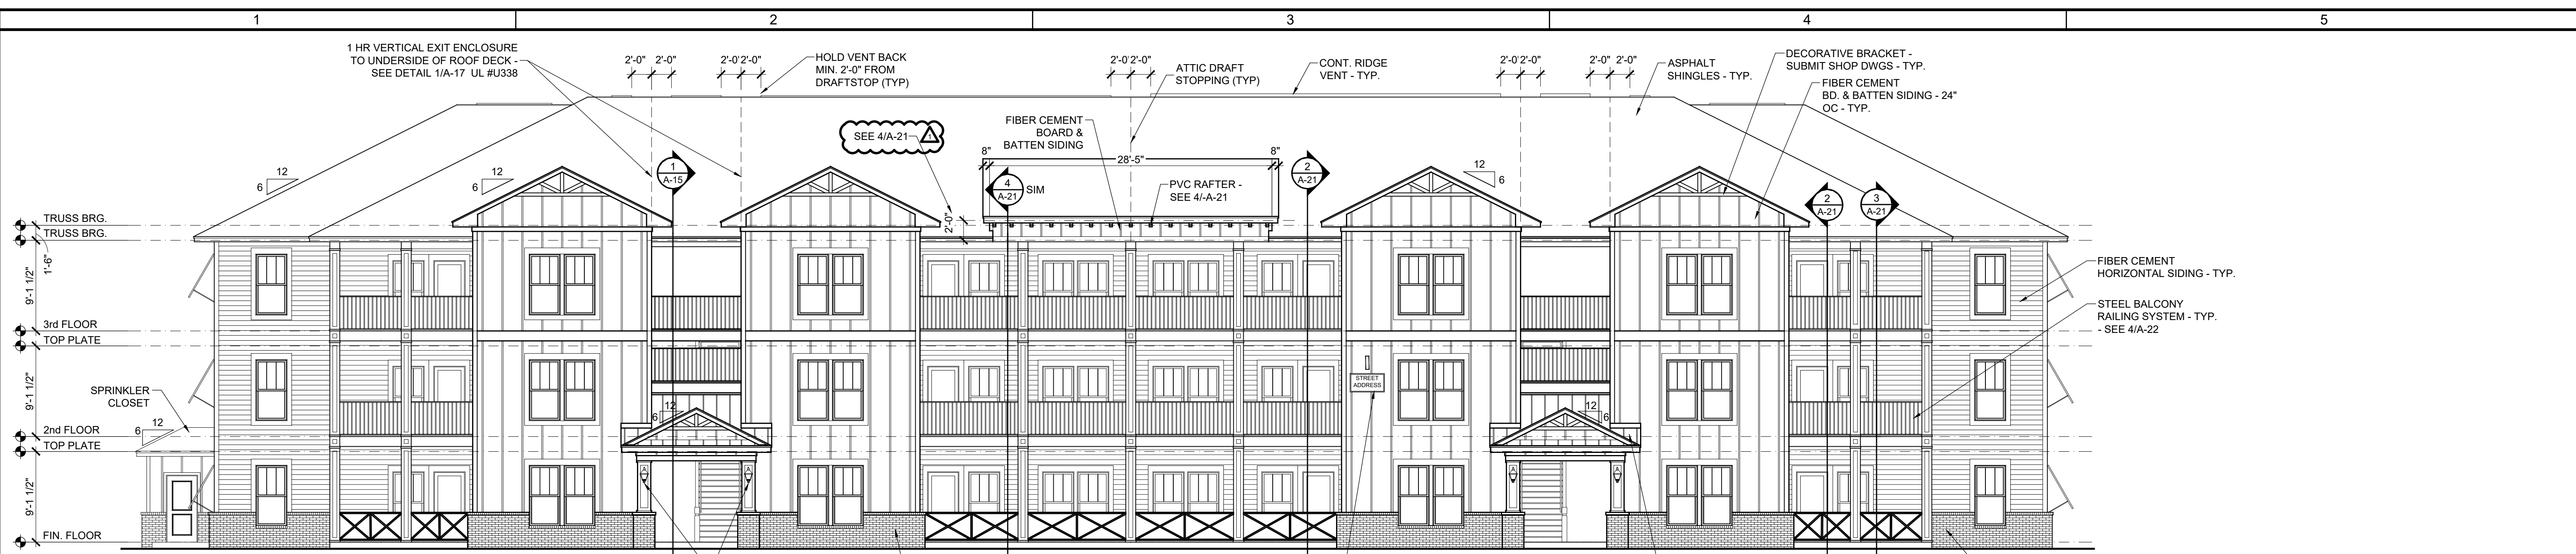 1
2
3
4
5
1 HR VERTICAL EXIT ENCLOSURE
TO UNDERSIDE OF ROOF DECK -
SEE DETAIL 1/A-17 UL #U338
2'-0"
2'-0"
2'-0"
2'-0"
HOLD VENT BACK
MIN. 2'-0" FROM
DRAFTSTOP (TYP)
2'-0"
2'-0"
ATTIC DRAFT
STOPPING (TYP)
CONT. RIDGE
VENT - TYP.
2'-0"
2'-0"
2'-0"
2'-0"
ASPHALT
SHINGLES - TYP.
DECORATIVE BRACKET -
SUBMIT SHOP DWGS - TYP.
FIBER CEMENT
BD. & BATTEN SIDING - 24"
OC - TYP.
SEE 4/A-21
1
FIBER CEMENT
BOARD &
BATTEN SIDING
8"
28'-5"
8"
12
6
12
6
1
A-15
4
A-21
SIM
PVC RAFTER -
SEE 4/-A-21
2
A-21
12
6
2
A-21
3
A-21
2'-0"
TRUSS BRG.
TRUSS BRG.
1'-6"
9'-1 1/2"
FIBER CEMENT
HORIZONTAL SIDING - TYP.
STEEL BALCONY
RAILING SYSTEM - TYP.
- SEE 4/A-22
3rd FLOOR
TOP PLATE
9'-1 1/2"
STREET
ADDRESS
SPRINKLER
CLOSET
12
6
12
6
12
6
2nd FLOOR
TOP PLATE
9'-1 1/2"
A
A
A
A
FIN. FLOOR